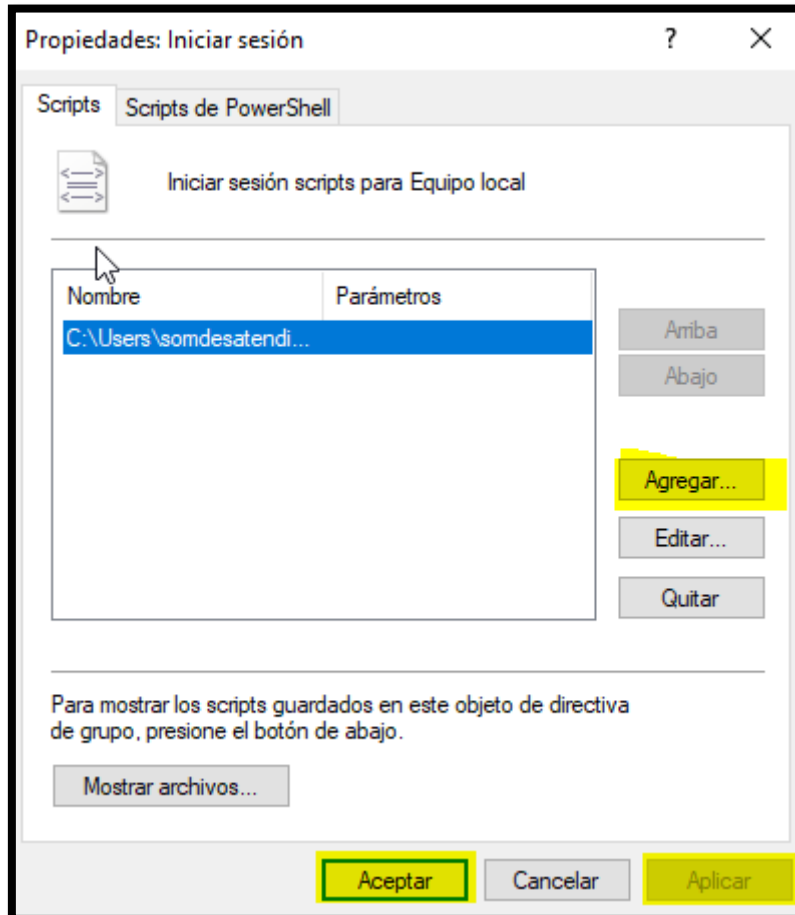 Propiedades: Iniciar sesión
?
Scripts
Scripts de PowerShell
Iniciar sesión scripts para Equipo local
Nombre
Parámetros
C:\Users\somdesatendi...
Arriba
Abajo
Agregar...
Editar...
Quitar
Para mostrar los scripts guardados en este objeto de directiva
de grupo, presione el botón de abajo.
Mostrar archivos...
Aceptar
Cancelar
Aplicar